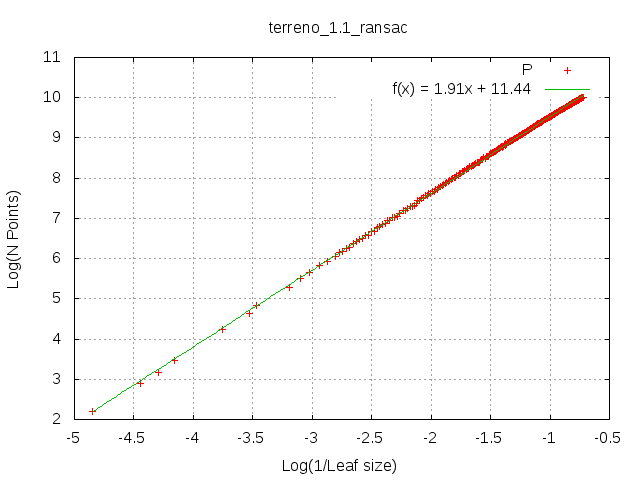 terreno_1.1_ransac
11
10
9
8
7
6
5
4
3
2
Log(N Points)
P
f(x) = 1.91x + 11.44
-5 -4.5 -4 -3.5 -3 -2.5 -2 -1.5 -1 -0.5
Log(1/Leaf size)